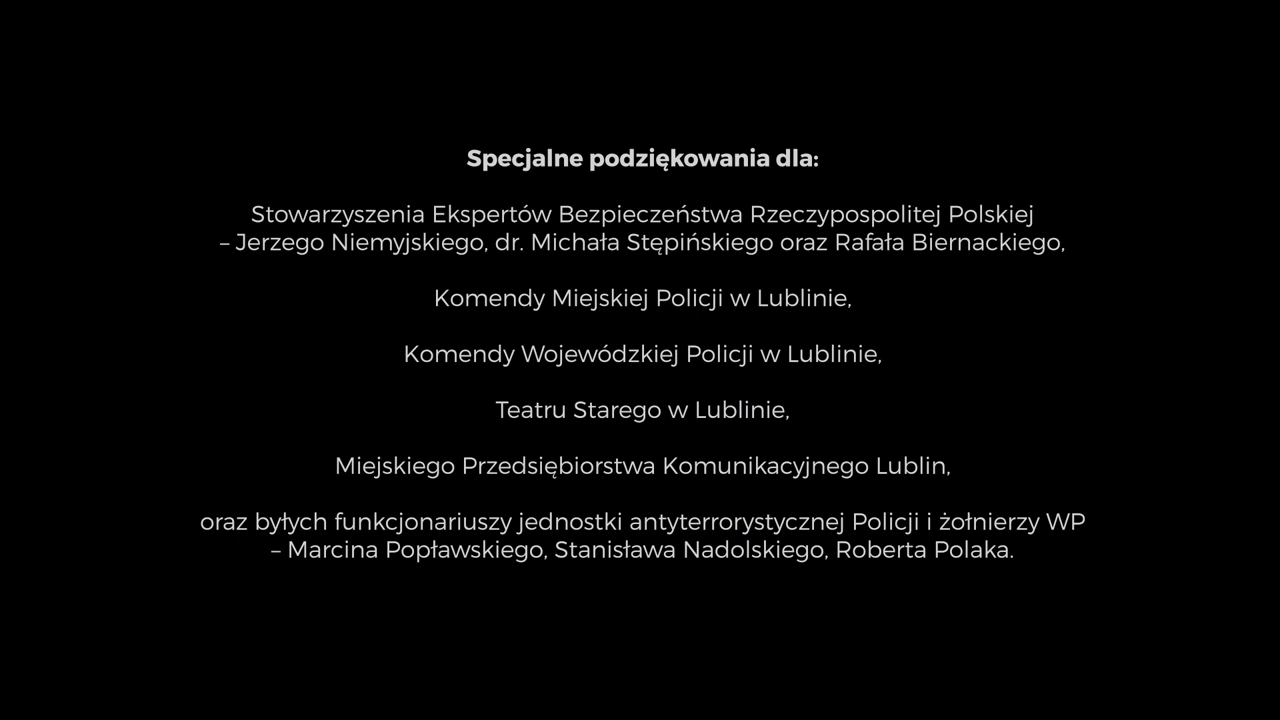 Specjalne podziękowania dla:
Stowarzyszenia Ekspertów Bezpieczeństwa Rzeczypospolitej Polskiej
– Jerzego Niemyjskiego, dr. Michała Stępińskiego oraz Rafała Biernackiego,
Komendy Miejskiej Policji w Lublinie,
Komendy Wojewódzkiej Policji w Lublinie,
Teatru Starego w Lublinie,
Miejskiego Przedsiębiorstwa Komunikacyjnego Lublin,
oraz byłych funkcjonariuszy jednostki antyterrorystycznej Policji i żołnierzy WP
– Marcina Popławskiego, Stanisława Nadolskiego, Roberta Polaka.